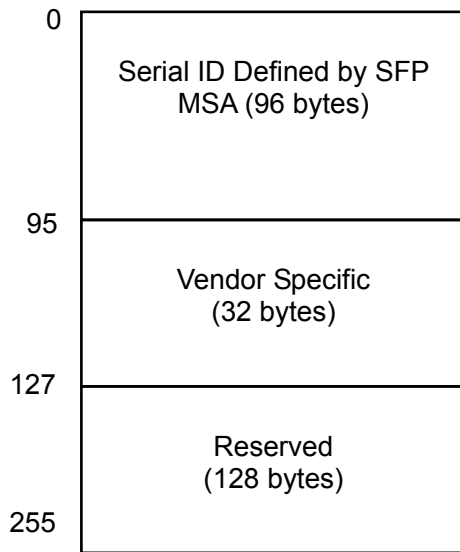 0
Serial ID Defined by SFP
MSA (96 bytes)
95
Vendor Specific
(32 bytes)
127
Reserved
(128 bytes)
255